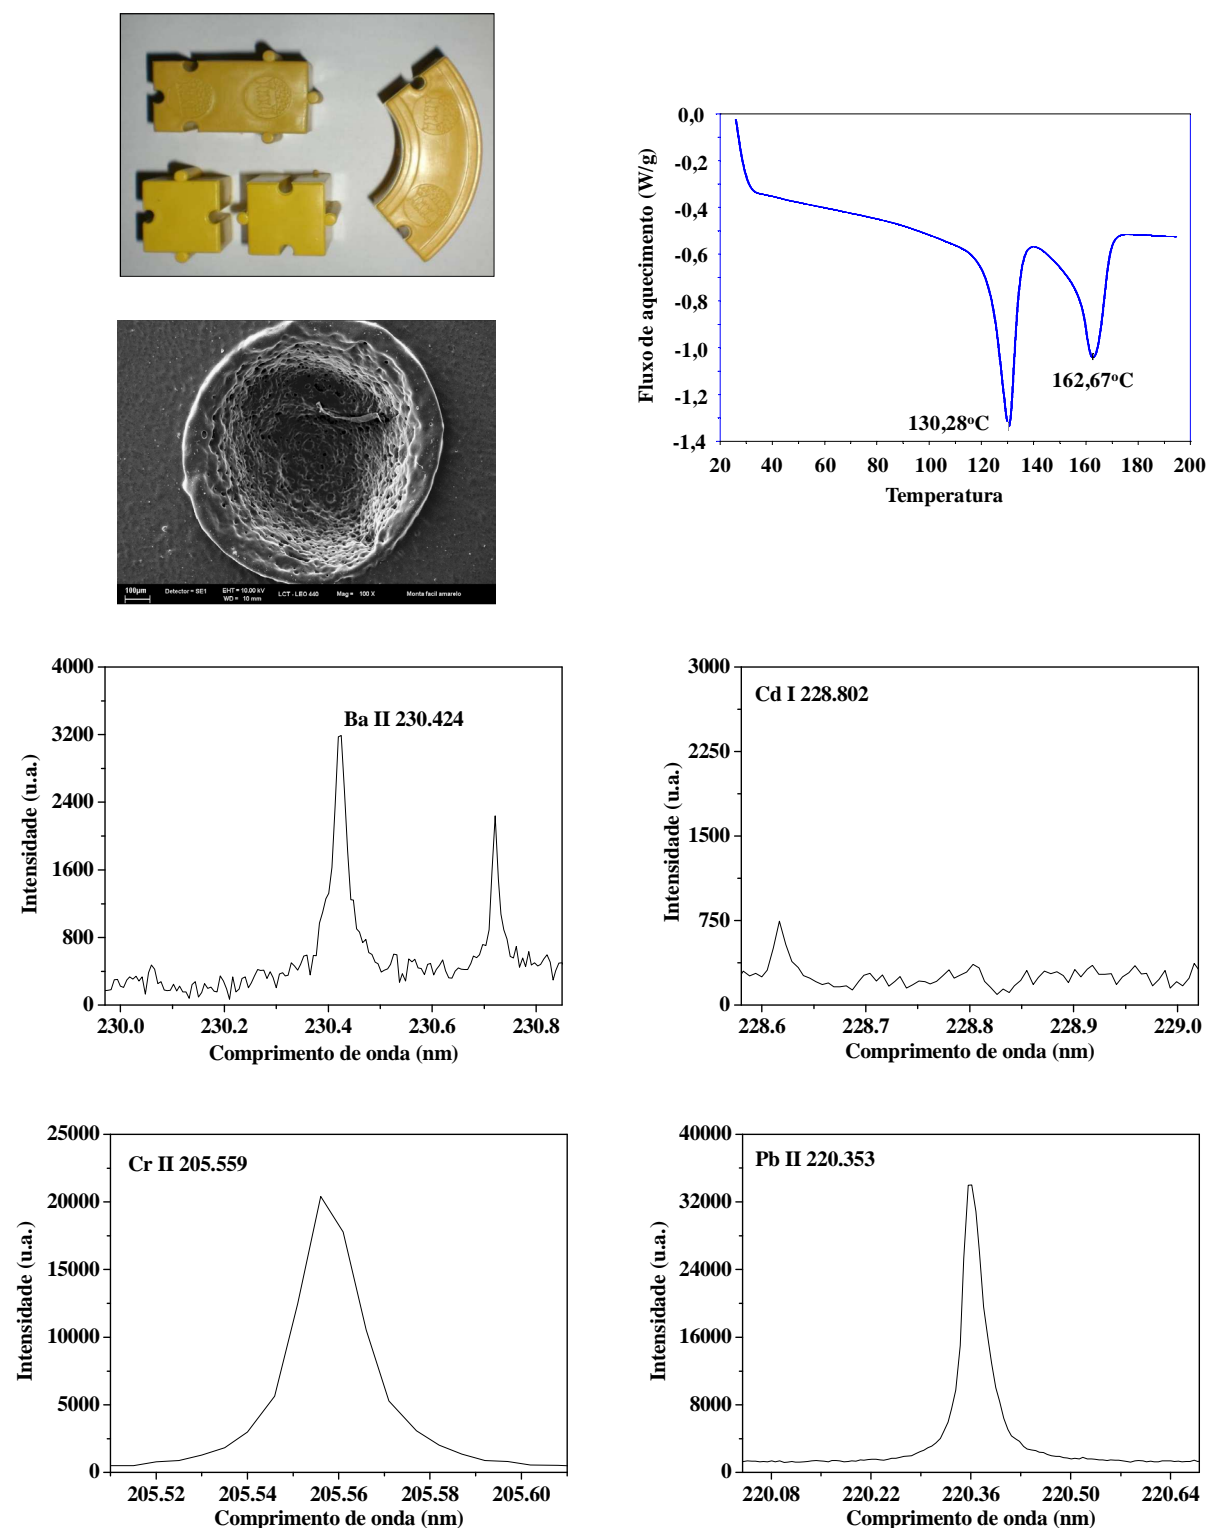 0,0
-0,2
-0,4
-0,6
-0,8
-1,0
-1,2
-1,4
Fluxo de aquecimento (W/g)
162,67ºC
130,28ºC
20 40 60 80 100 120 140 160 180 200
Temperatura
100µm
Detector = SE1
EHT = 10.00 kV
WD = 10 mm
LCT - LEO 440
Mag = 100 X
Monta facil amarelo
4000
3200
2400
1600
800
0
Intensidade (u.a.)
Ba II 230.424
230.0 230.2 230.4 230.6 230.8
Comprimento de onda (nm)
3000
2250
1500
750
0
Intensidade (u.a.)
Cd I 228.802
228.6 228.7 228.8 228.9 229.0
Comprimento de onda (nm)
25000
20000
15000
10000
5000
0
Intensidade (u.a.)
Cr II 205.559
205.52 205.54 205.56 205.58 205.60
Comprimento de onda (nm)
40000
32000
24000
16000
8000
0
Intensidade (u.a.)
Pb II 220.353
220.08 220.22 220.36 220.50 220.64
Comprimento de onda (nm)